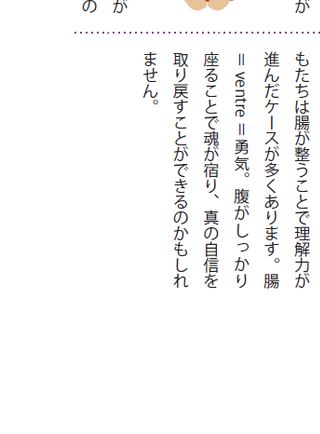 が
が
の
もたちは腸が整うことで理解力が
進んだケースが多くあります。腸
＝ ventre ＝勇気。腹がしっかり
座ることで魂が宿り、真の自信を
取り戻すことができるのかもしれ
ません。